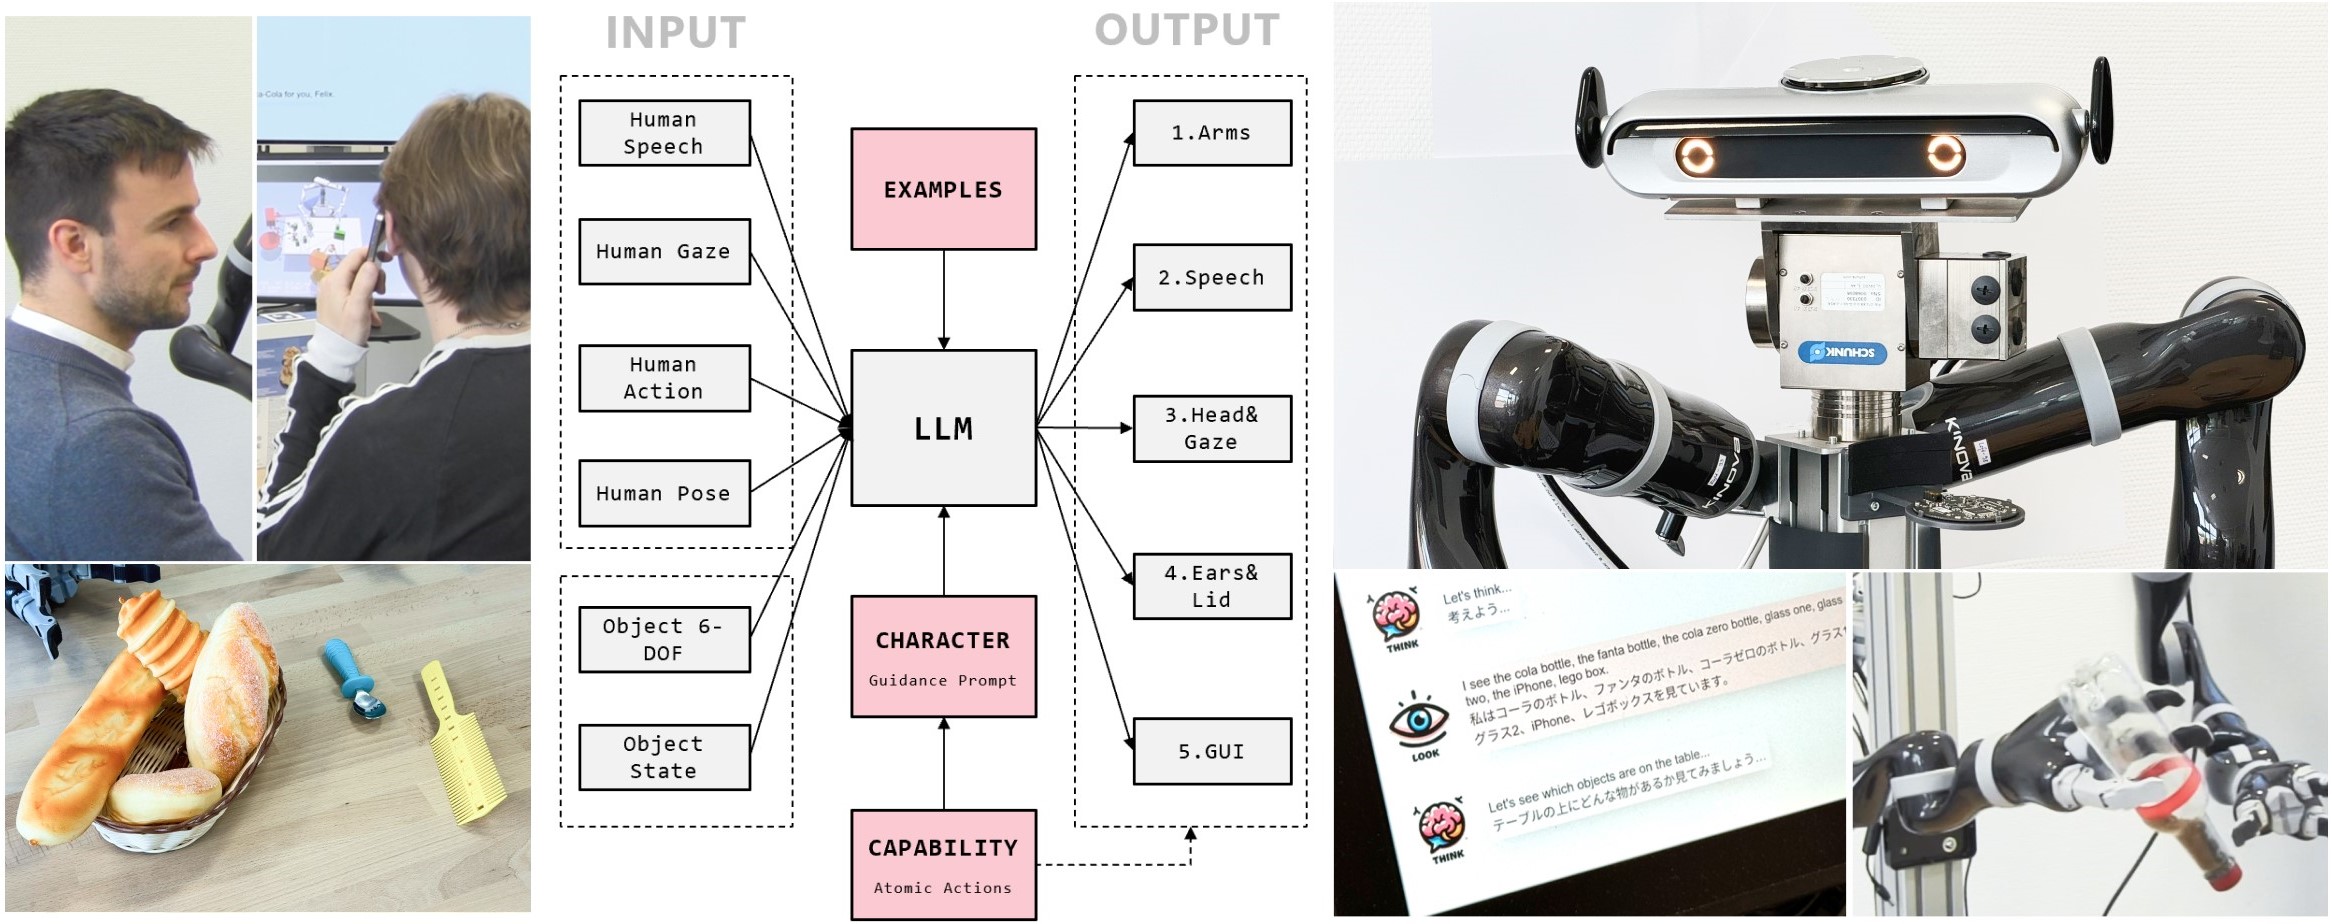 INPUT
OUTPUT
a-Cola for you, Felix.
Human
Speech
Human Gaze
Human
Action
Human Pose
Object 6-
DOF
Object
State
EXAMPLES
LLM
CHARACTER
Guidance Prompt
CAPABILITY
Atomic Actions
1.Arms
2.Speech
3.Head&
Gaze
4.Ears&
Lid
5.GUI
SCHUNK
KINOVA
KINOVA
Let's think...
考えよう...
THINK
I see the cola bottle, the fanta bottle, the cola zero bottle, glass one, glass
two, the iPhone, lego box.
私はコーラのボトル、ファンタのボトル、コーラゼロのボトル、グラス
グラス2、iPhone、レゴボックスを見ています。
LOOK
Let's see which objects are on the table...
テーブルの上にどんな物があるか見てみましょう...
THINK